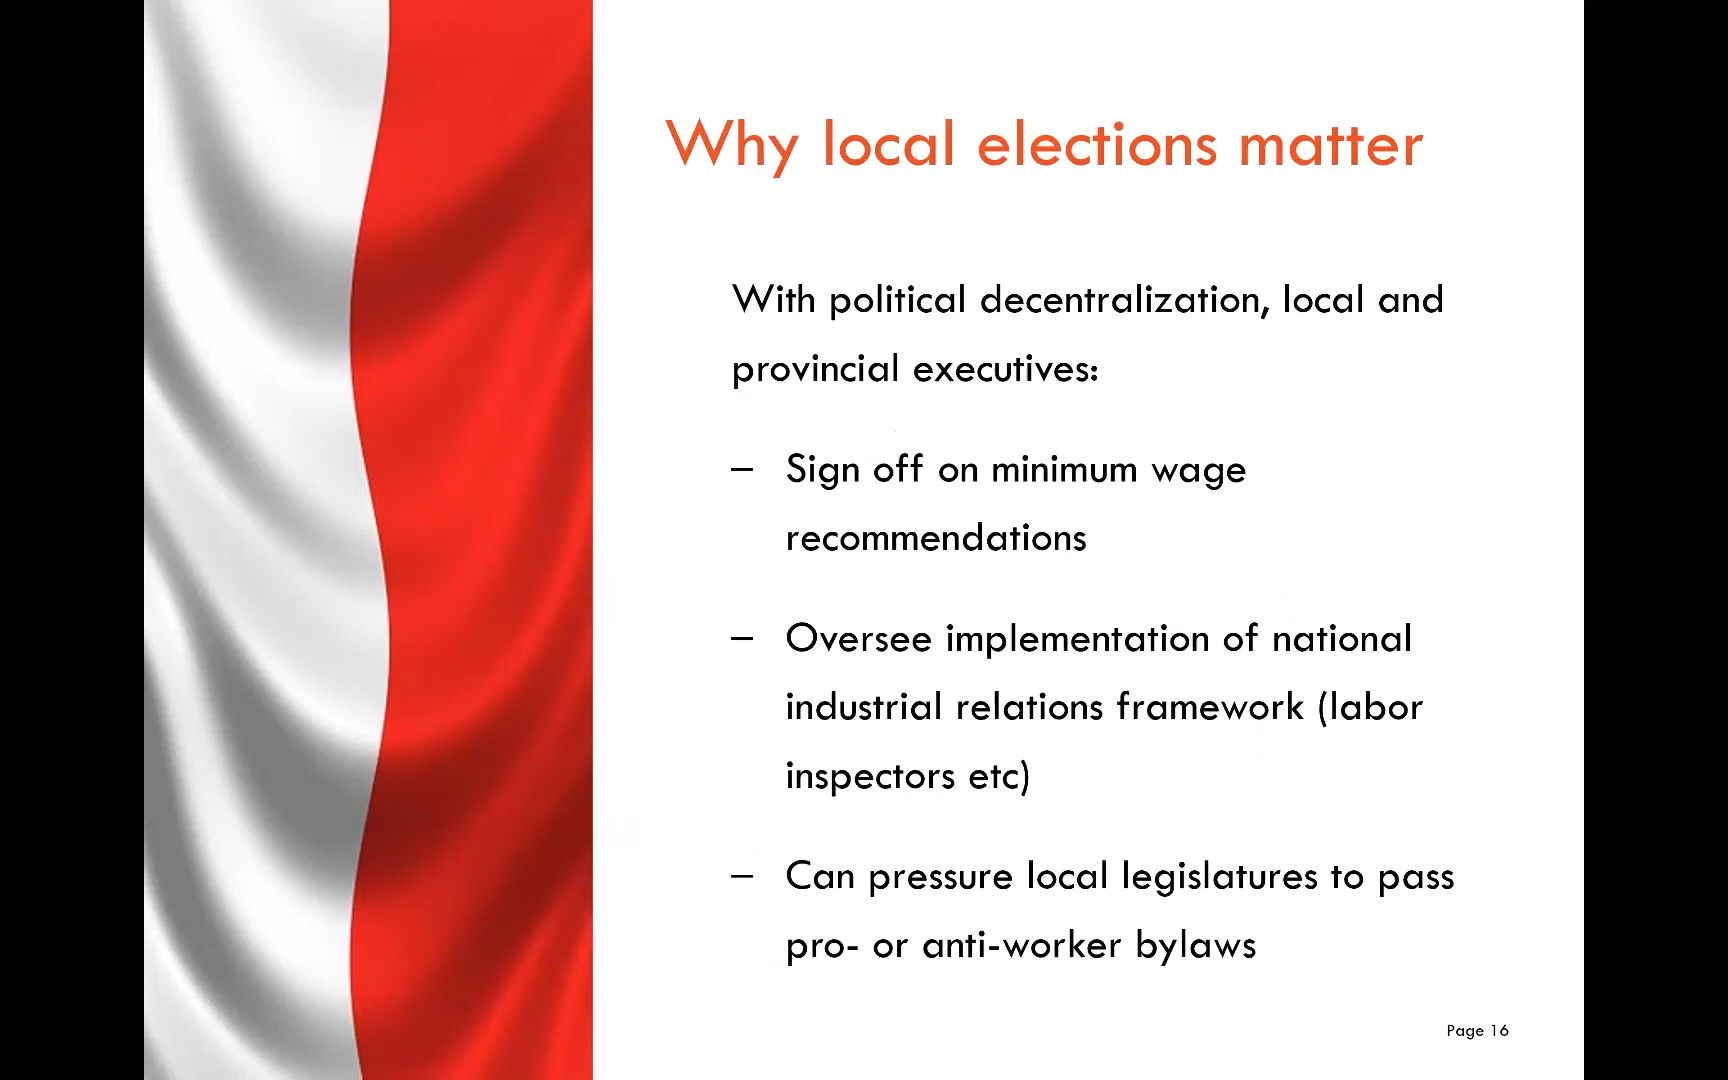 Why local elections matter
With political decentralization, local and
provincial executives:
– Sign off on minimum wage
recommendations
– Oversee implementation of national
industrial relations framework (labor
inspectors etc)
– Can pressure local legislatures to pass
pro- or anti-worker bylaws
Page 16